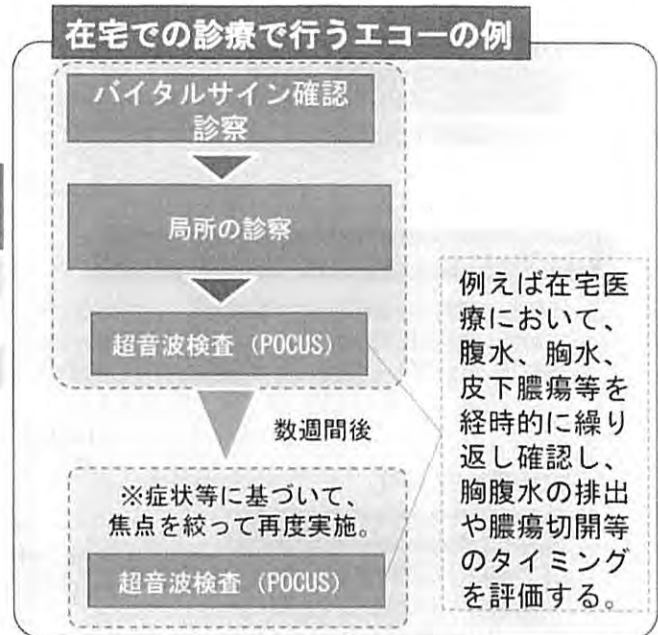 在宅での診療で行うエコーの例
バイタルサイン確認
診察
局所の診察
超音波検査（POCUS）
数週間後
※症状等に基づいて、
焦点を絞って再度実施。
超音波検査（POCUS）
例えば在宅医
療において、
腹水、胸水、
皮下膿瘍等を
経時的に繰り
返し確認し、
胸腹水の排出
や膿瘍切開等
のタイミング
を評価する。